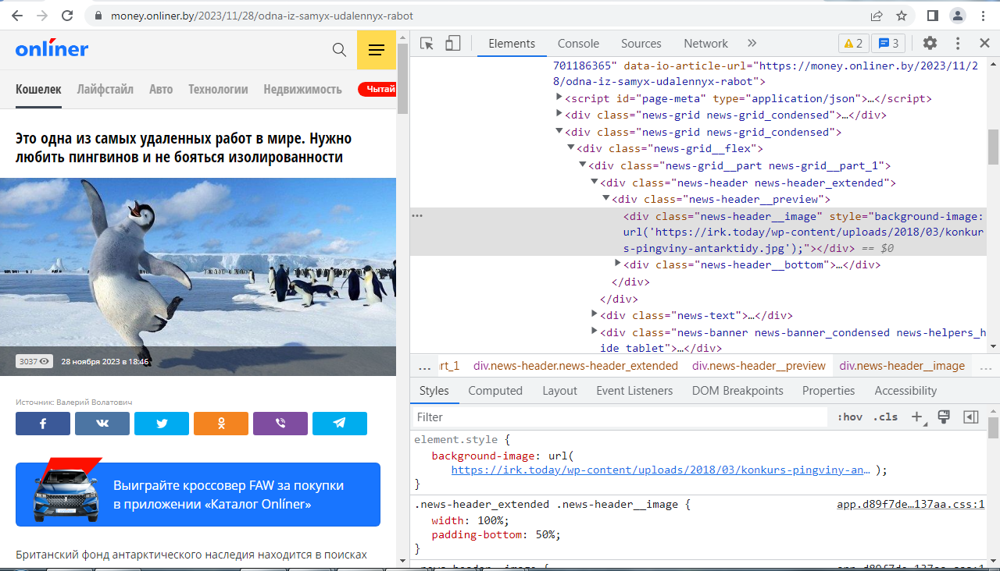 money.onliner.by/2023/11/28/odna-iz-samyx-udalennyx-rabot
onlíner
Кошелек Лайфстайл Авто Технологии Недвижимость Чытай
Это одна из самых удаленных работ в мире. Нужно
любить пингвинов и не бояться изолированности
3037 28 ноября 2023 в 18:46
Источник: Валерий Волатович
Выиграйте кроссовер FAW за покупки
в приложении «Каталог Onlíner»
Британский фонд антарктического наследия находится в поисках
Elements Console Sources Network » 2 3
701186365" data-io-article-url="https://money.onliner.by/2023/11/2
8/odna-iz-samyx-udalennyx-rabot">
<script id="page-meta" type="application/json">…</script>
<div class="news-grid news-grid_condensed">…</div>
<div class="news-grid news-grid_condensed">
<div class="news-grid__flex">
<div class="news-grid__part news-grid__part_1">
<div class="news-header news-header_extended">
<div class="news-header__preview">
<div class="news-header__image" style="background-image:
url('https://irk.today/wp-content/uploads/2018/03/konkur
s-pingviny-antarktidy.jpg');"></div> == $0
<div class="news-header__bottom">…</div>
</div>
</div>
<div class="news-text">…</div>
<div class="news-banner news-banner_condensed news-helpers_h
ide tablet">…</div>
… rt_1 div.news-header.news-header_extended div.news-header__preview div.news-header__image …
Styles Computed Layout Event Listeners DOM Breakpoints Properties Accessibility
Filter :hov .cls
element.style {
background-image: url(
https://irk.today/wp-content/uploads/2018/03/konkurs-pingviny-an… );
}
.news-header_extended .news-header__image { app.d89f7de…137aa.css:1
width: 100%;
padding-bottom: 50%;
}